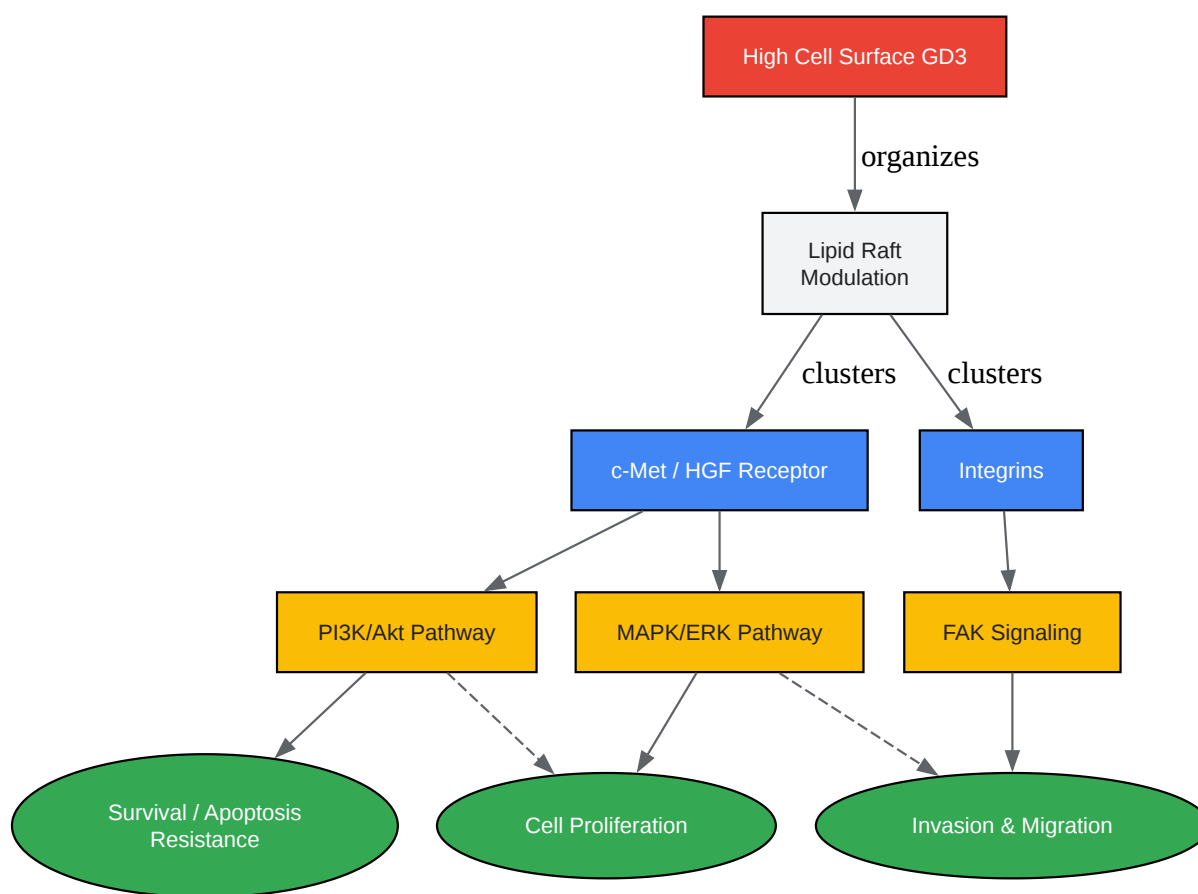 High Cell Surface GD3
organizes
Lipid Raft
Modulation
clusters
clusters
c-Met / HGF Receptor
Integrins
PI3K/Akt Pathway
MAPK/ERK Pathway
FAK Signaling
Survival / Apoptosis
Resistance
Cell Proliferation
Invasion & Migration